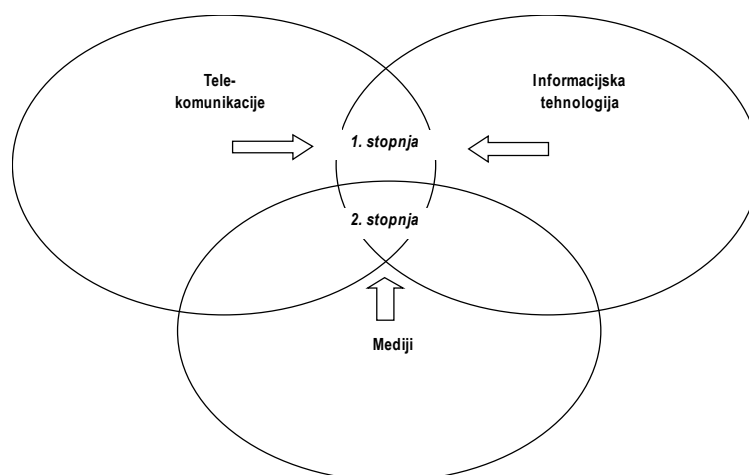 Tele-
komunikacije
Informacijska
tehnologija
1. stopnja
2. stopnja
Mediji